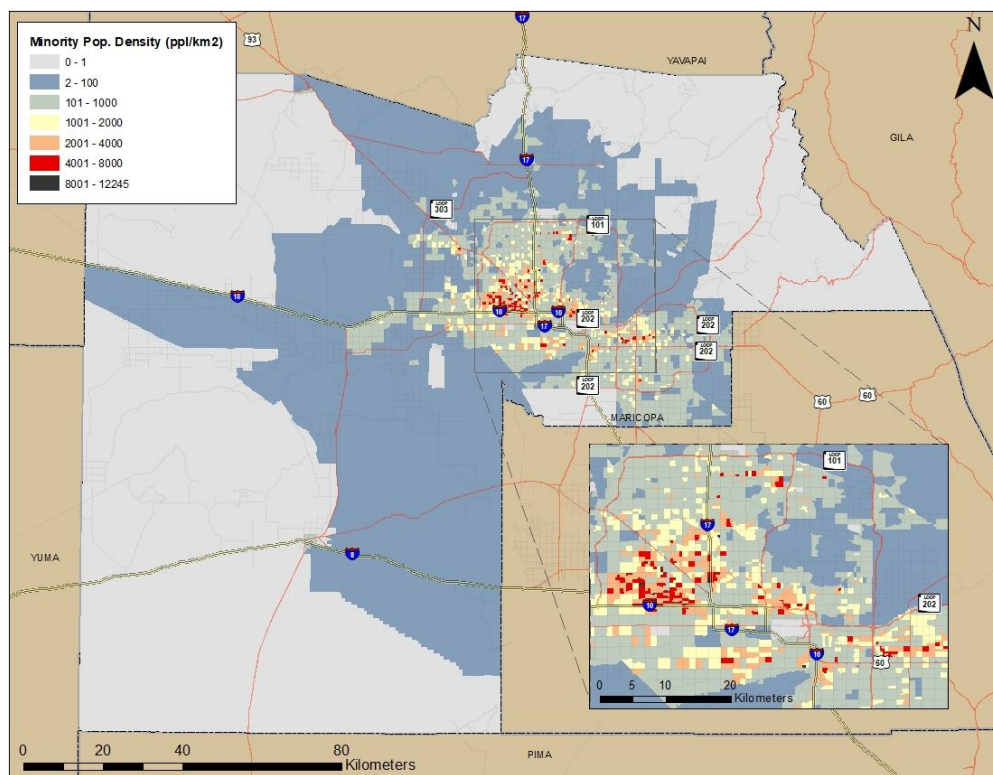 Minority Pop. Density (ppl/km2)
0 - 1
2 - 100
101 - 1000
1001 - 2000
2001 - 4000
4001 - 8000
8001 - 12245
17
93
YAVAPAI
N
GILA
17
LOOP
303
LOOP
101
10
10
10
17
LOOP
202
LOOP
202
LOOP
202
LOOP
202
60
60
MARICOPA
YUMA
8
LOOP
101
17
10
LOOP
202
17
10
60
0 5 10 20
Kilometers
PIMA
0 20 40 80
Kilometers